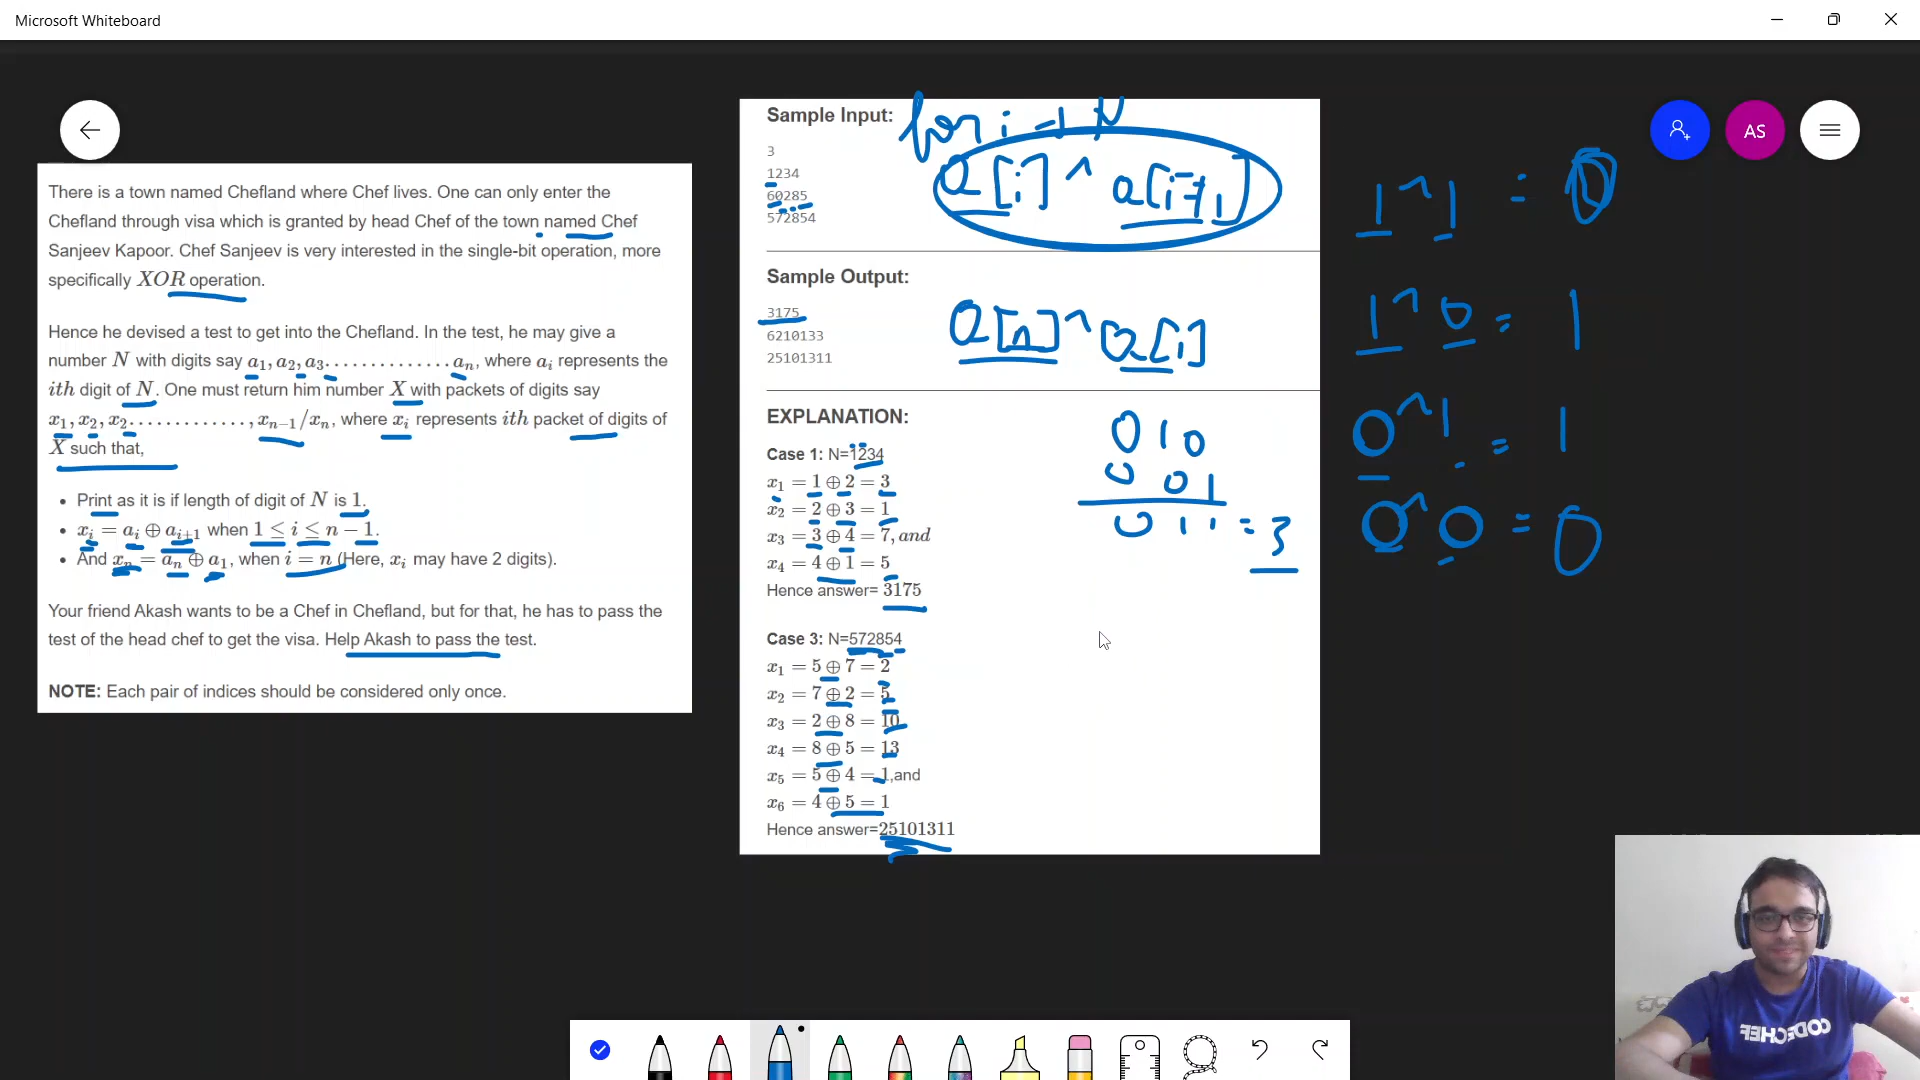 Microsoft Whiteboard
There is a town named Chefland where Chef lives. One can only enter the
Chefland through visa which is granted by head Chef of the town named Chef
Sanjeev Kapoor. Chef Sanjeev is very interested in the single-bit operation, more
specifically XOR operation.
Hence he devised a test to get into the Chefland. In the test, he may give a
number N with digits say a₁, a₂, a₃..............aₙ, where aᵢ represents the
ith digit of N. One must return him number X with packets of digits say
x₁, x₂, x₂............., xₙ₋₁/xₙ, where xᵢ represents ith packet of digits of
X such that,
• Print as it is if length of digit of N is 1.
• xᵢ = aᵢ ⊕ aᵢ₊₁ when 1 ≤ i ≤ n − 1.
• And xₙ = aₙ ⊕ a₁, when i = n (Here, xᵢ may have 2 digits).
Your friend Akash wants to be a Chef in Chefland, but for that, he has to pass the
test of the head chef to get the visa. Help Akash to pass the test.
NOTE: Each pair of indices should be considered only once.
Sample Input:
3
1234
60285
572854
Sample Output:
3175
6210133
25101311
EXPLANATION:
Case 1: N=1234
x₁ = 1 ⊕ 2 = 3
x₂ = 2 ⊕ 3 = 1
x₃ = 3 ⊕ 4 = 7, and
x₄ = 4 ⊕ 1 = 5
Hence answer= 3175
Case 3: N=572854
x₁ = 5 ⊕ 7 = 2
x₂ = 7 ⊕ 2 = 5
x₃ = 2 ⊕ 8 = 10
x₄ = 8 ⊕ 5 = 13
x₅ = 5 ⊕ 4 = 1,and
x₆ = 4 ⊕ 5 = 1
Hence answer=25101311
for i - 1 N
a[i] ^ a[i+1]
a[n] ^ a[i]
0 1 0
0 0 1
0 1 1 = 3
1 ^ 1 = 0
1 ^ 0 = 1
0 ^ 1 = 1
0 ^ 0 = 0
AS
CODECHEF